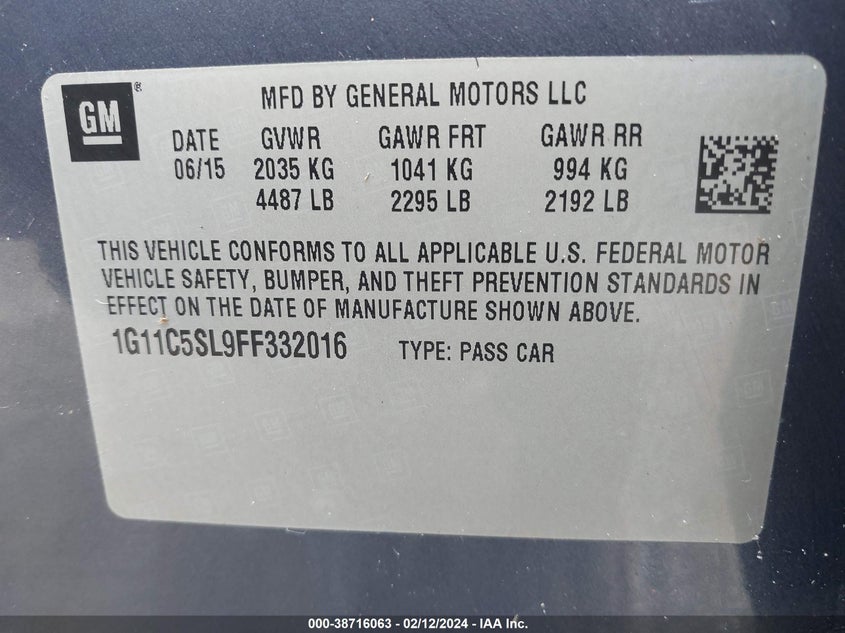 GM®
MFD BY GENERAL MOTORS LLC
DATE GVWR GAWR FRT GAWR RR
06/15 2035 KG 1041 KG 994 KG
4487 LB 2295 LB 2192 LB
THIS VEHICLE CONFORMS TO ALL APPLICABLE U.S. FEDERAL MOTOR
VEHICLE SAFETY, BUMPER, AND THEFT PREVENTION STANDARDS IN
EFFECT ON THE DATE OF MANUFACTURE SHOWN ABOVE.
1G11C5SL9FF332016 TYPE: PASS CAR
000-38716063 - 02/12/2024 - IAA Inc.